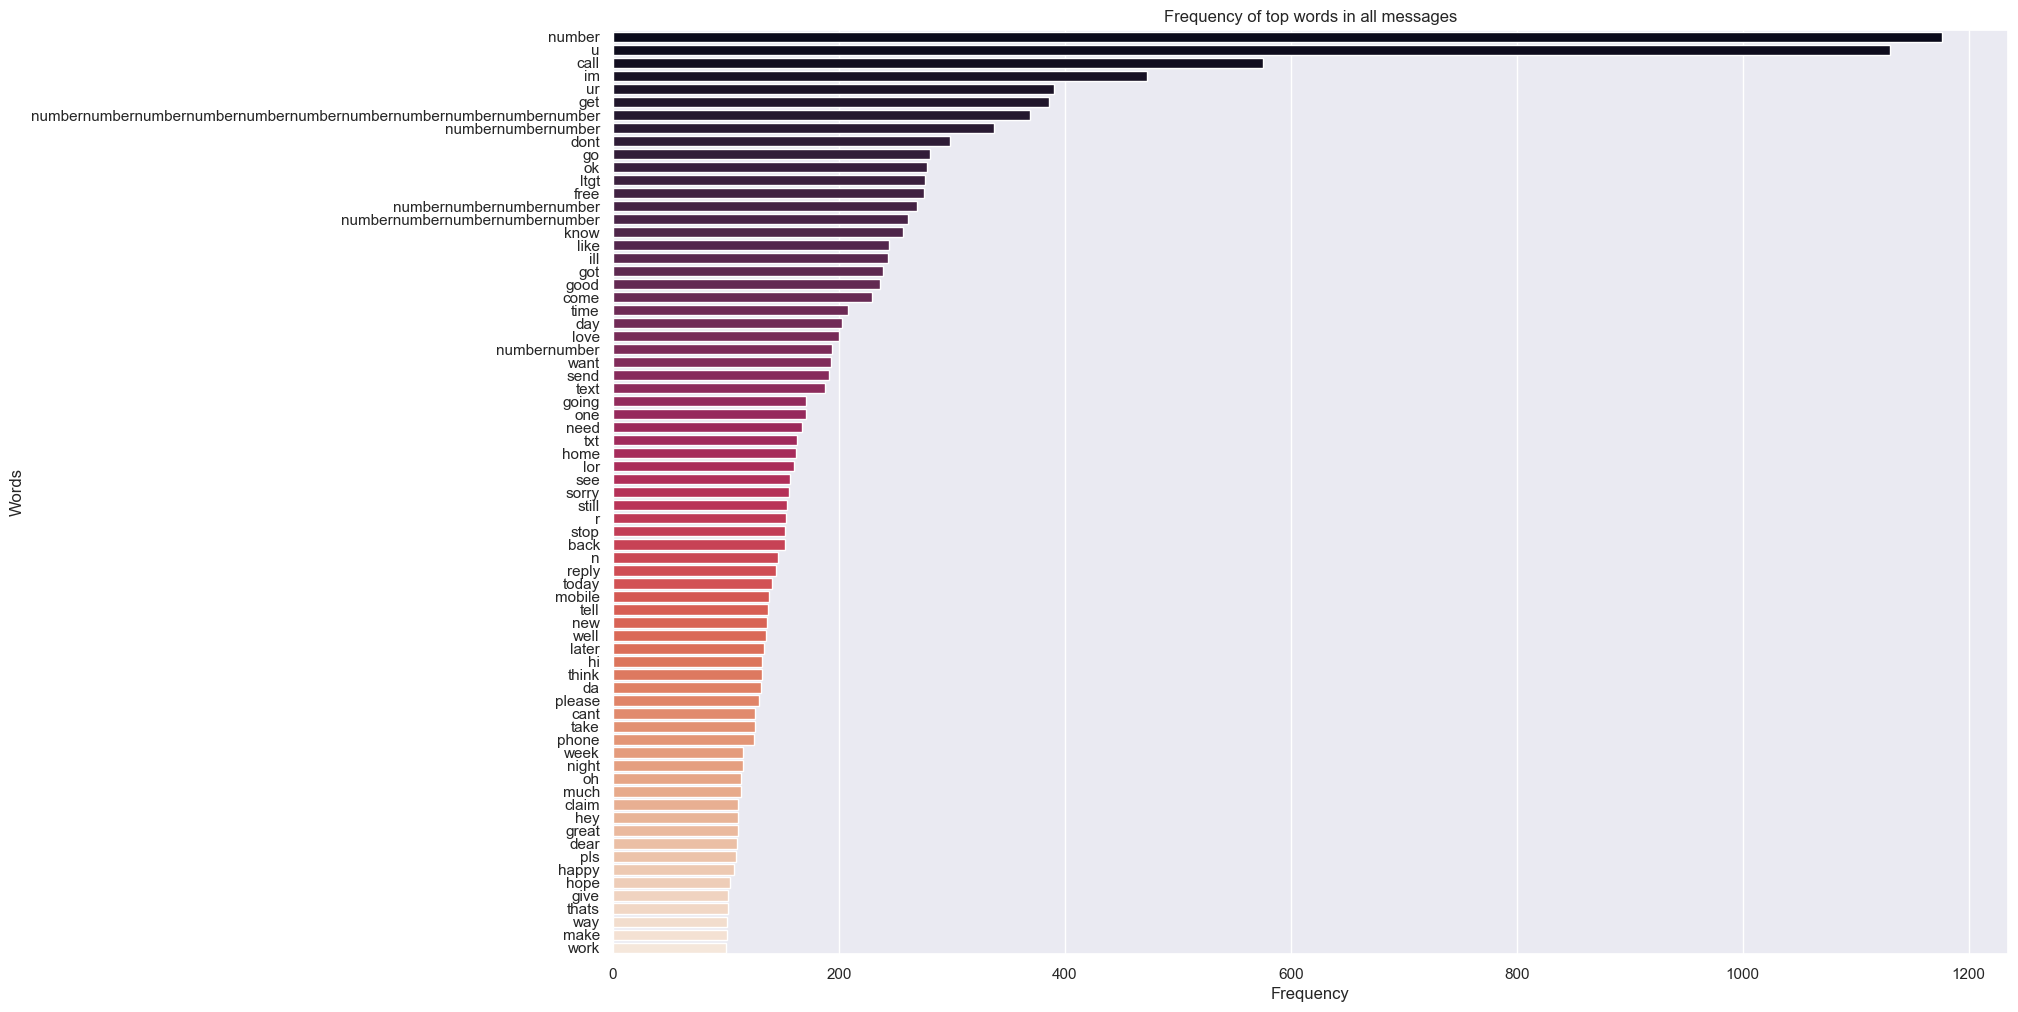 Frequency of top words in all messages
number
u
call
im
ur
get
numbernumbernumbernumbernumbernumbernumbernumbernumbernumbernumber
numbernumbernumber
dont
go
ok
ltgt
free
numbernumbernumbernumber
numbernumbernumbernumbernumber
know
like
ill
got
good
come
time
day
love
numbernumber
want
send
text
going
one
need
txt
home
lor
see
sorry
still
r
stop
back
n
reply
today
mobile
tell
new
well
later
hi
think
da
please
cant
take
phone
week
night
oh
much
claim
hey
great
dear
pls
happy
hope
give
thats
way
make
work
Words
0 200 400 600 800 1000 1200
Frequency